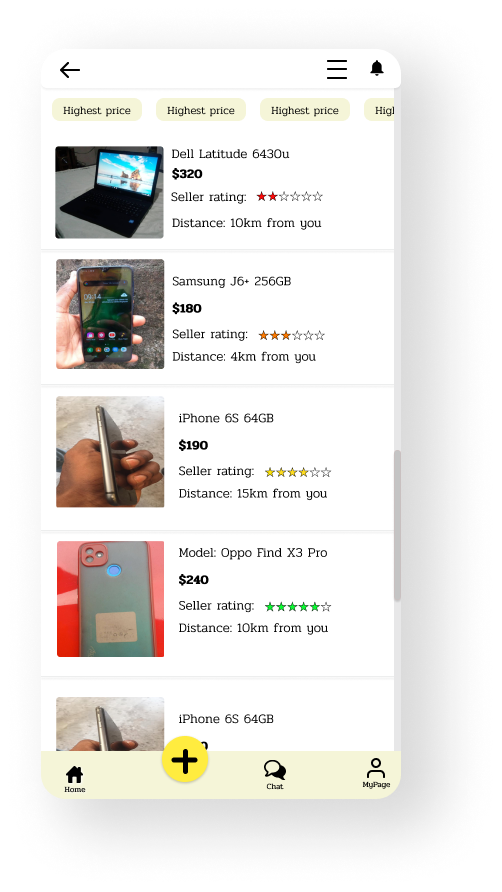 Highest price Highest price Highest price High
Dell Latitude 6430u
$320
Seller rating:
Distance: 10km from you
Samsung J6+ 256GB
$180
Seller rating:
Distance: 4km from you
iPhone 6S 64GB
$190
Seller rating:
Distance: 15km from you
Model: Oppo Find X3 Pro
$240
Seller rating:
Distance: 10km from you
iPhone 6S 64GB
Home
Chat
MyPage